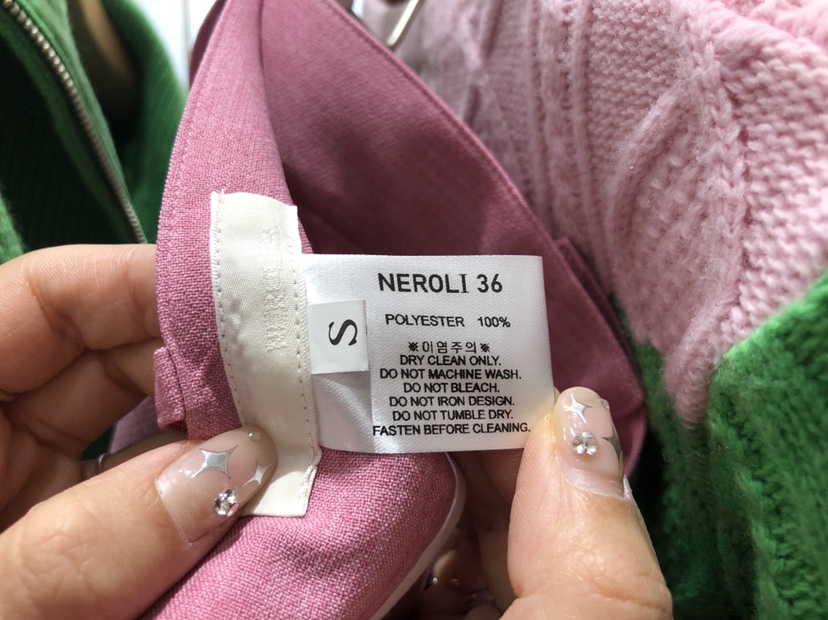 NEROLI 36
POLYESTER 100%
※이염주의※
DRY CLEAN ONLY.
DO NOT MACHINE WASH.
DO NOT BLEACH.
DO NOT IRON DESIGN.
DO NOT TUMBLE DRY.
FASTEN BEFORE CLEANING.
S